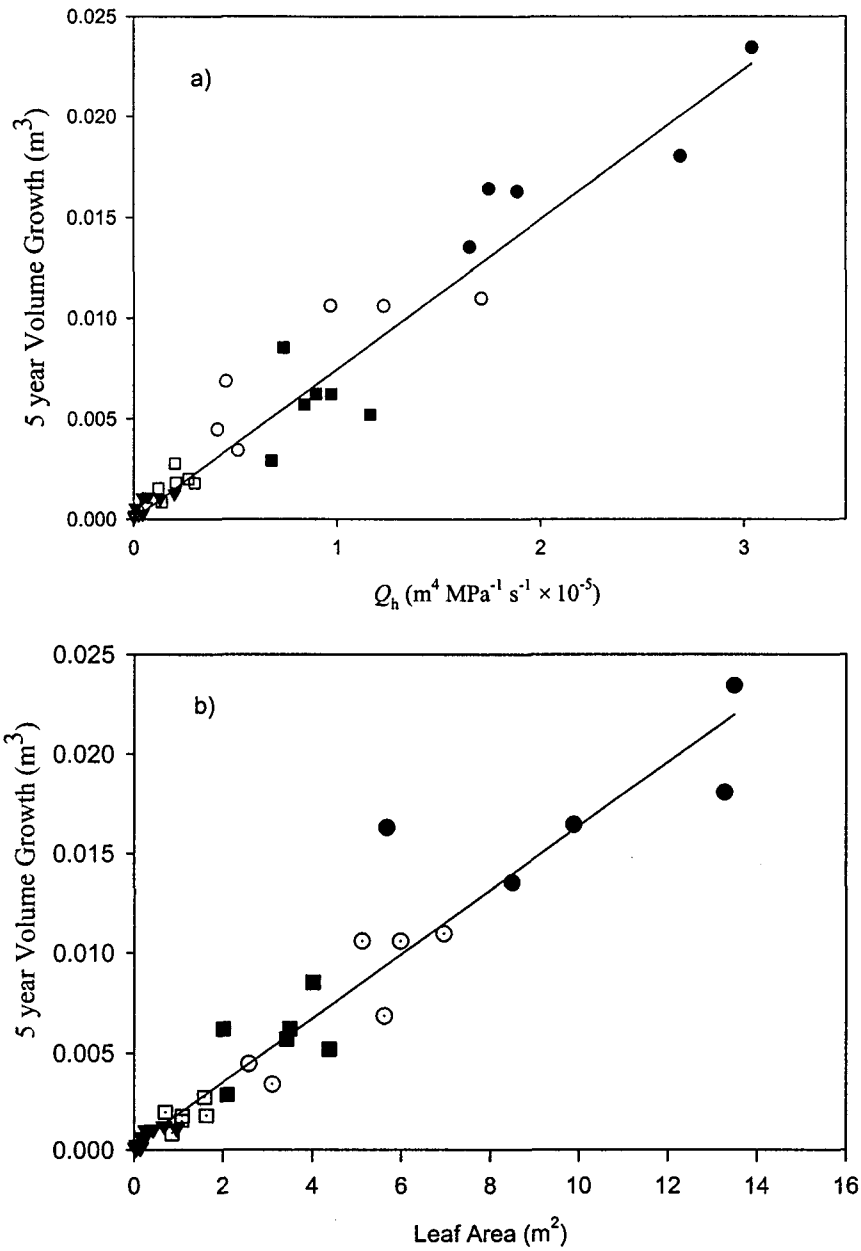 a)
5 year Volume Growth (m³)
0.025
0.020
0.015
0.010
0.005
0.000
0 1 2 3
Qₕ (m⁴ MPa⁻¹ s⁻¹ × 10⁻⁵)
b)
5 year Volume Growth (m³)
0.025
0.020
0.015
0.010
0.005
0.000
0 2 4 6 8 10 12 14 16
Leaf Area (m²)